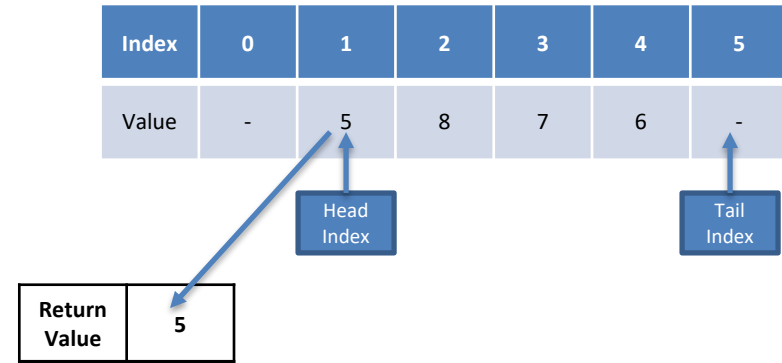 Index 0 1 2 3 4 5
Value - 5 8 7 6 -
Head
Index
Tail
Index
Return
Value
5